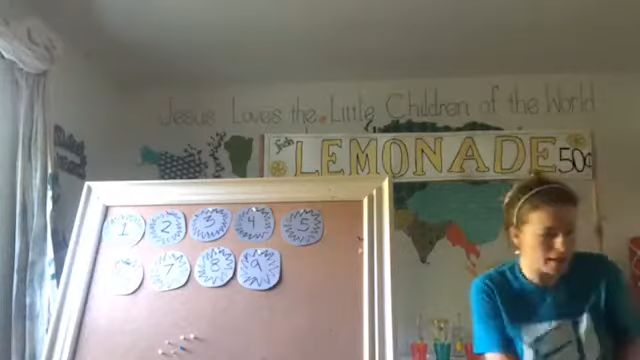 Jesus Loves the Little Children of the World
LEMONADE 50¢
1 2 3 4 5
7 8 9